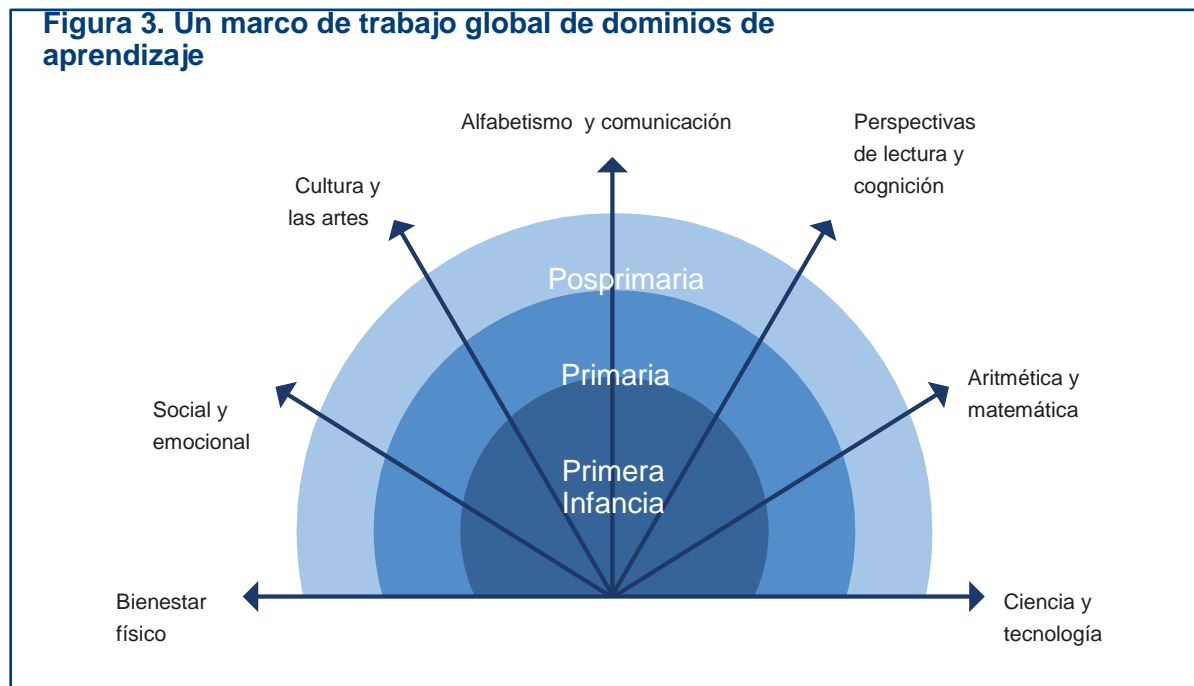 Figura 3. Un marco de trabajo global de dominios de
aprendizaje
Alfabetismo y comunicación
Perspectivas
de lectura y
cognición
Cultura y
las artes
Posprimaria
Primaria
Aritmética y
matemática
Social y
emocional
Primera
Infancia
Bienestar
físico
Ciencia y
tecnología